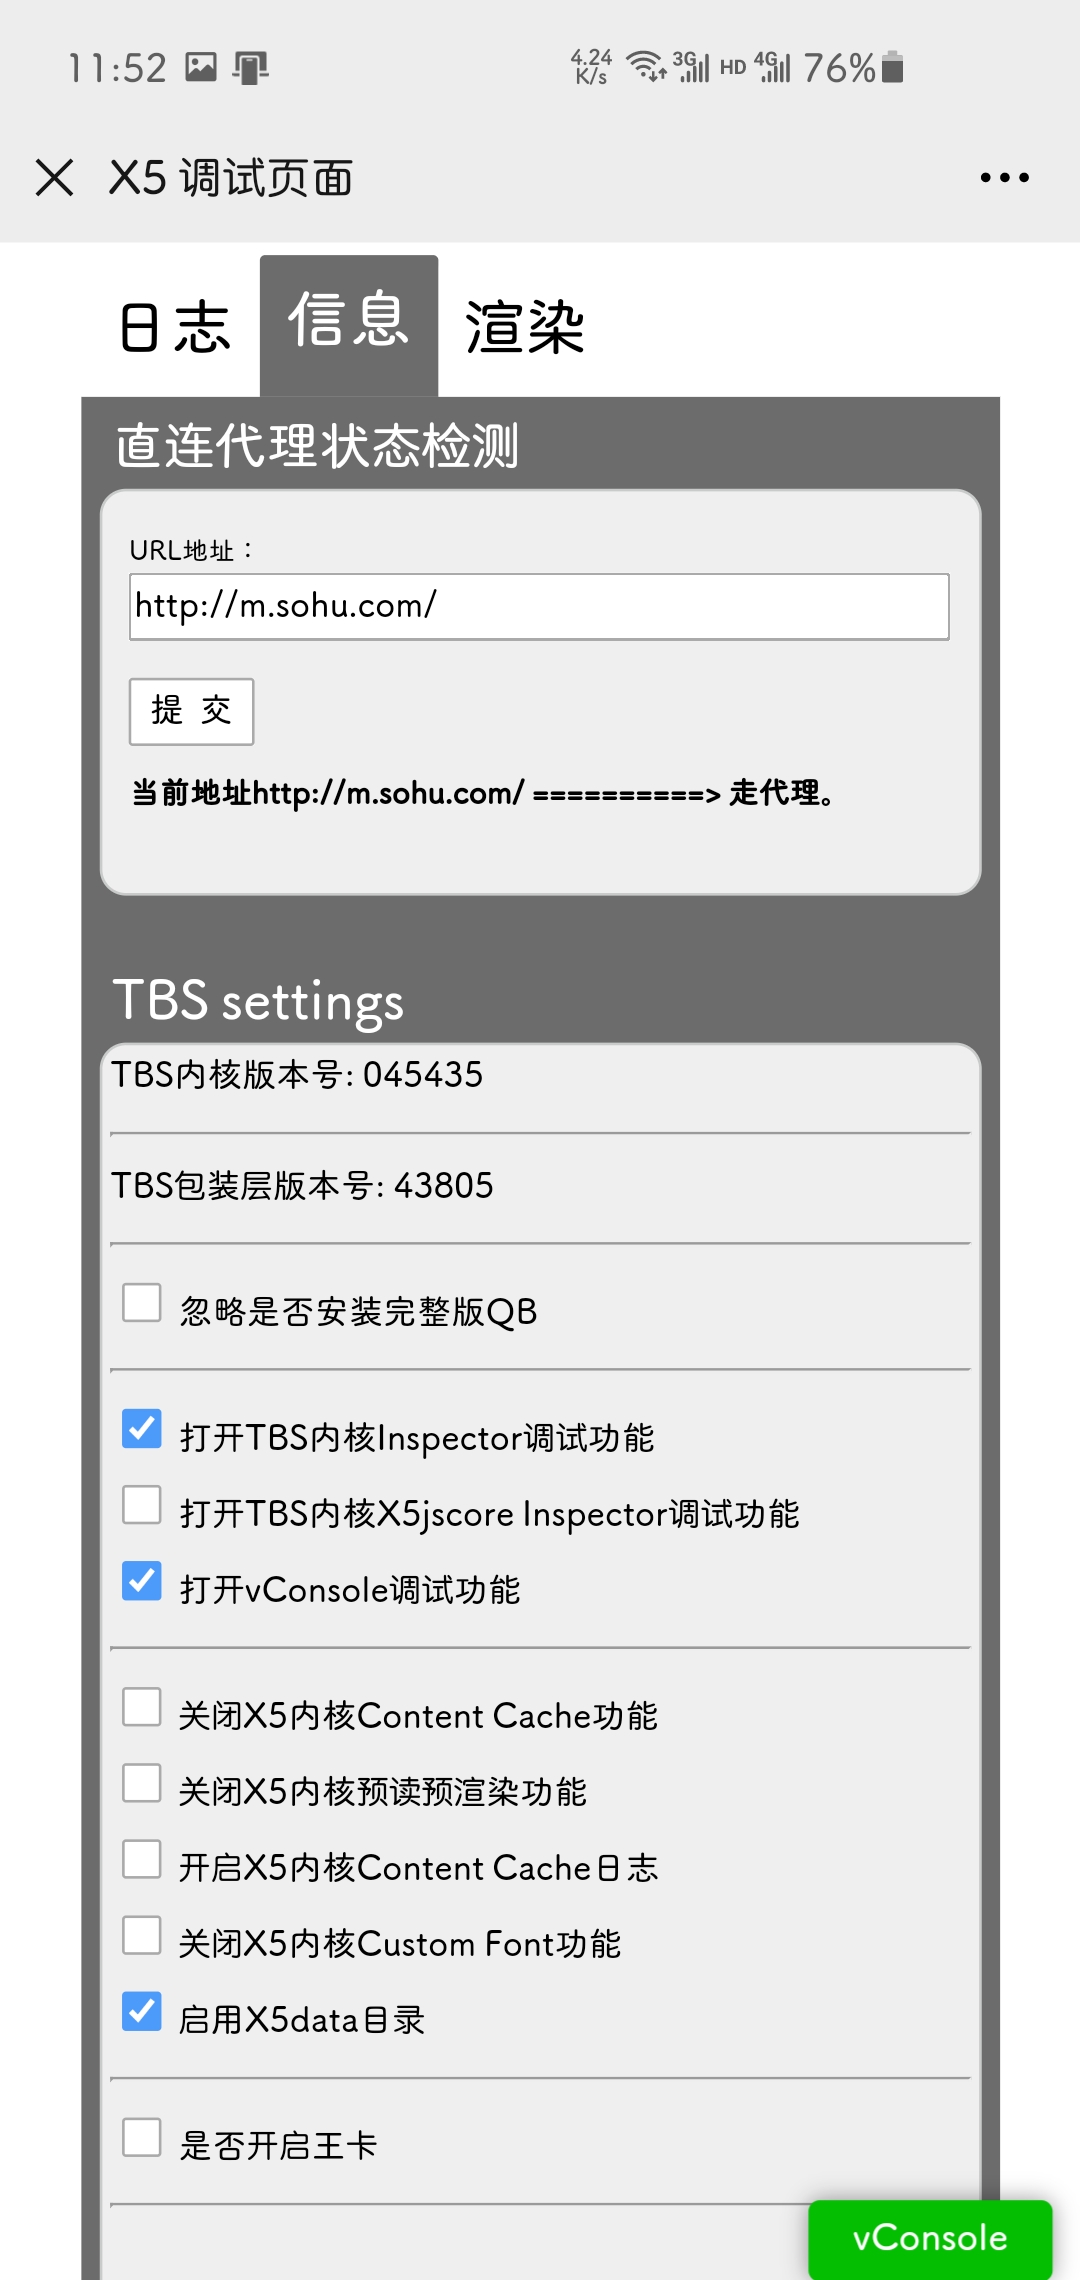 11:52
4.24 K/s 3G HD 4G 76%
X5 调试页面
日志 信息 渲染
直连代理状态检测
URL地址：
http://m.sohu.com/
提 交
当前地址http://m.sohu.com/ ==========> 走代理。
TBS settings
TBS内核版本号: 045435
TBS包装层版本号: 43805
忽略是否安装完整版QB
打开TBS内核Inspector调试功能
打开TBS内核X5jscore Inspector调试功能
打开vConsole调试功能
关闭X5内核Content Cache功能
关闭X5内核预读预渲染功能
开启X5内核Content Cache日志
关闭X5内核Custom Font功能
启用X5data目录
是否开启王卡
vConsole